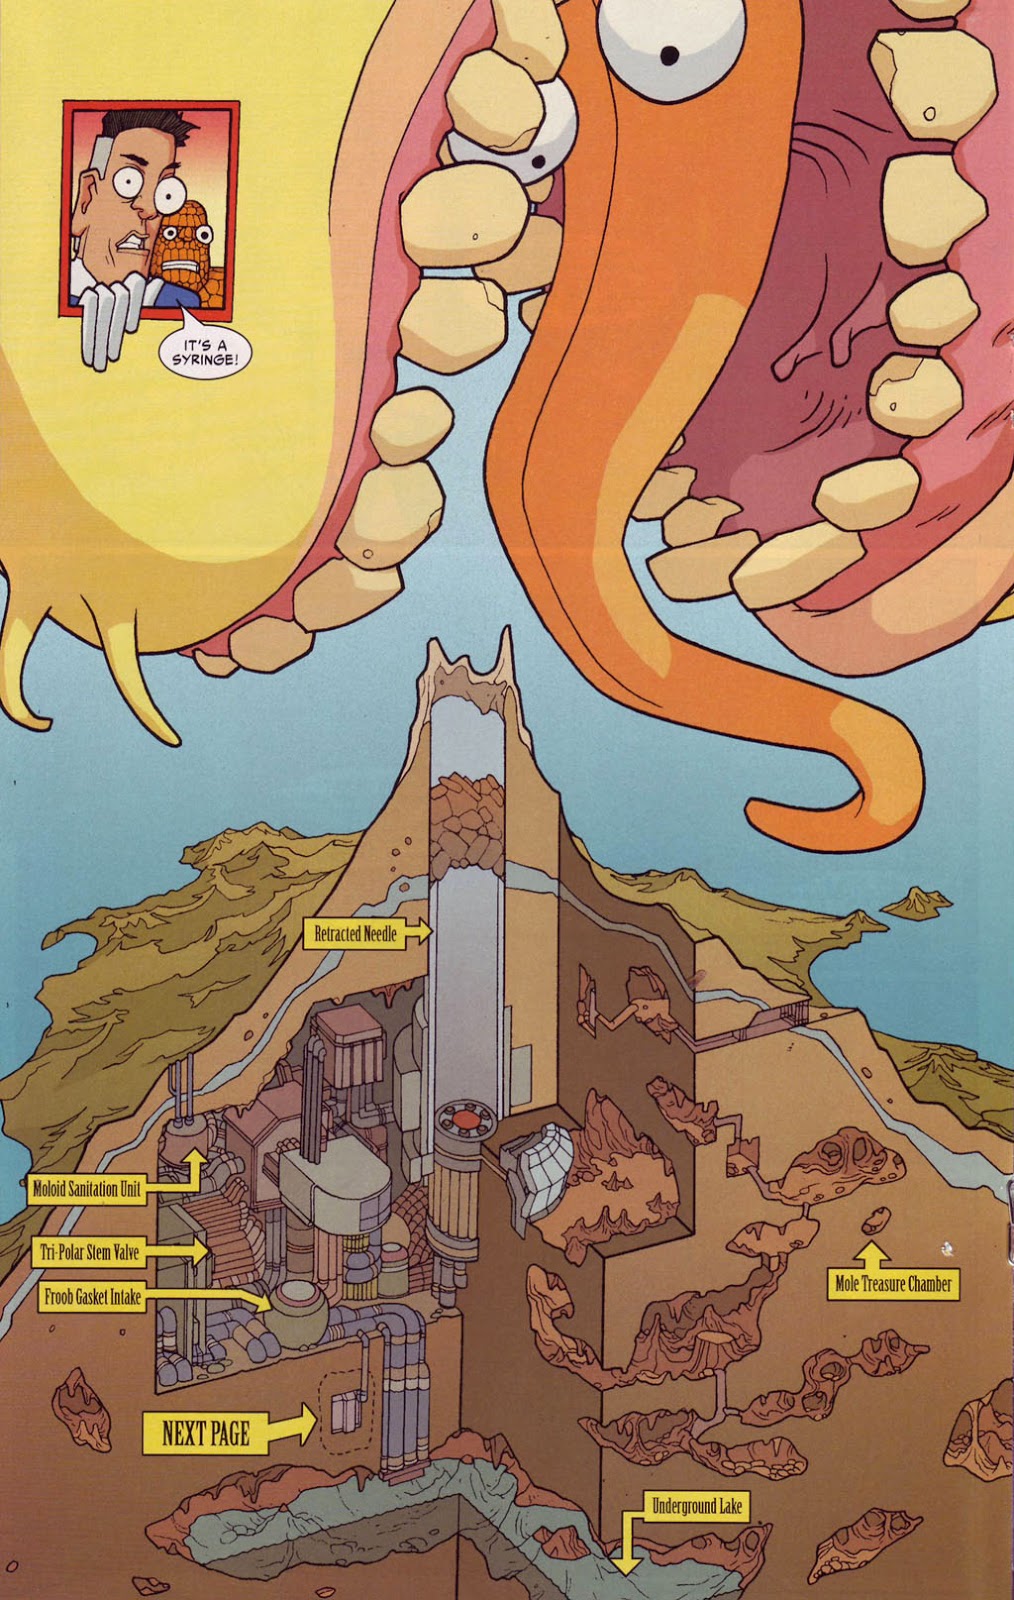 IT'S A
SYRINGE!
Retracted Needle
Moloid Sanitation Unit
Tri-Polar Stem Valve
Froob Gasket Intake
Mole Treasure Chamber
NEXT PAGE
Underground Lake